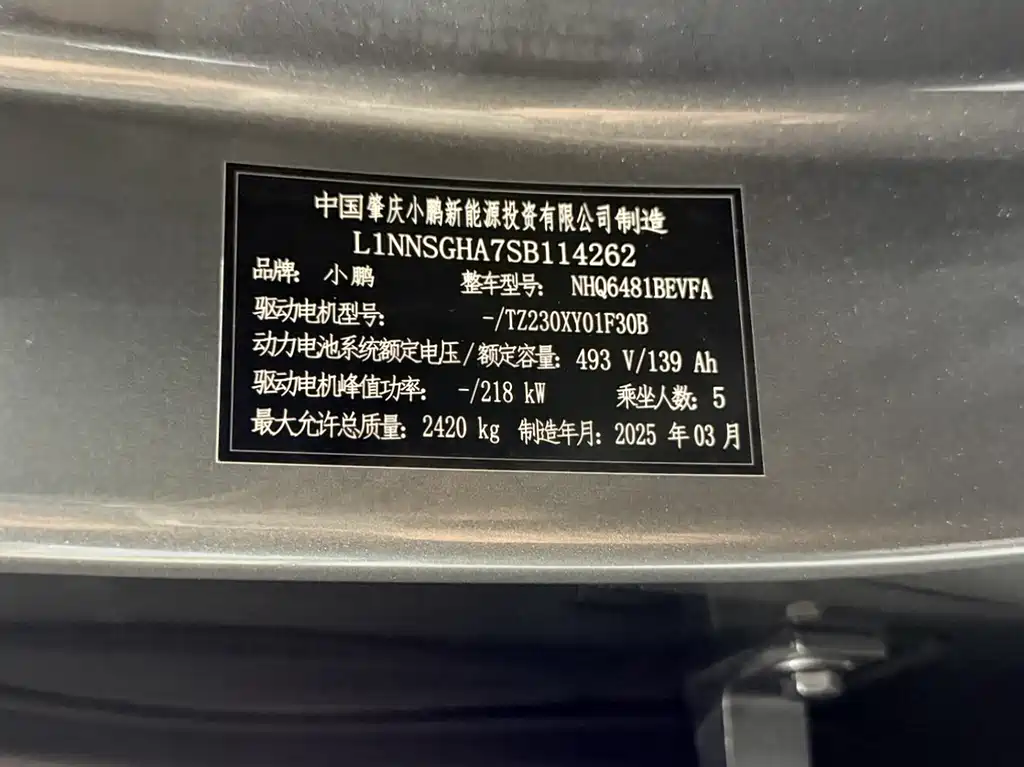 中国肇庆小鹏新能源投资有限公司制造
L1NNSGHA7SB114262
品牌: 小鹏 整车型号: NHQ6481BEVFA
驱动电机型号: -/TZ230XY01F30B
动力电池系统额定电压/额定容量: 493 V/139 Ah
驱动电机峰值功率: -/218 kW 乘坐人数: 5
最大允许总质量: 2420 kg 制造年月: 2025 年 03 月